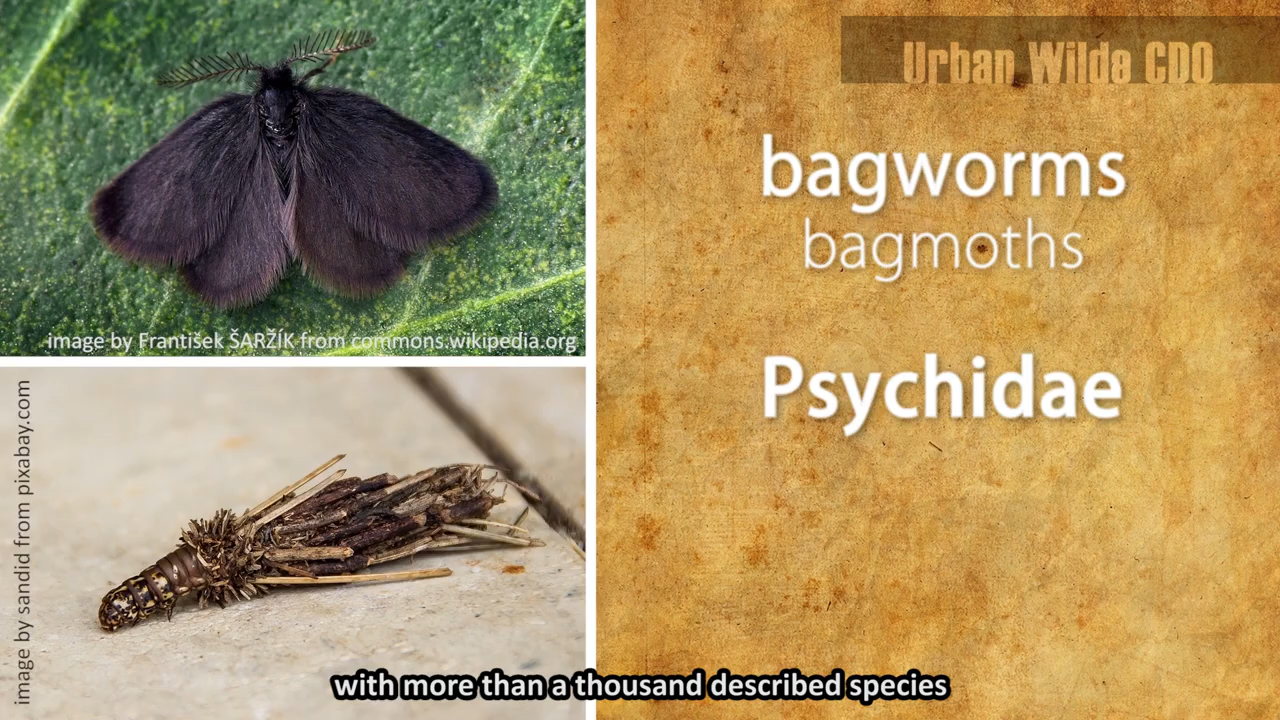 Urban Wilde CDO
bagworms
bagmoths
Psychidae
image by František ŠARŽÍK from commons.wikipedia.org
image by sandid from pixabay.com
with more than a thousand described species